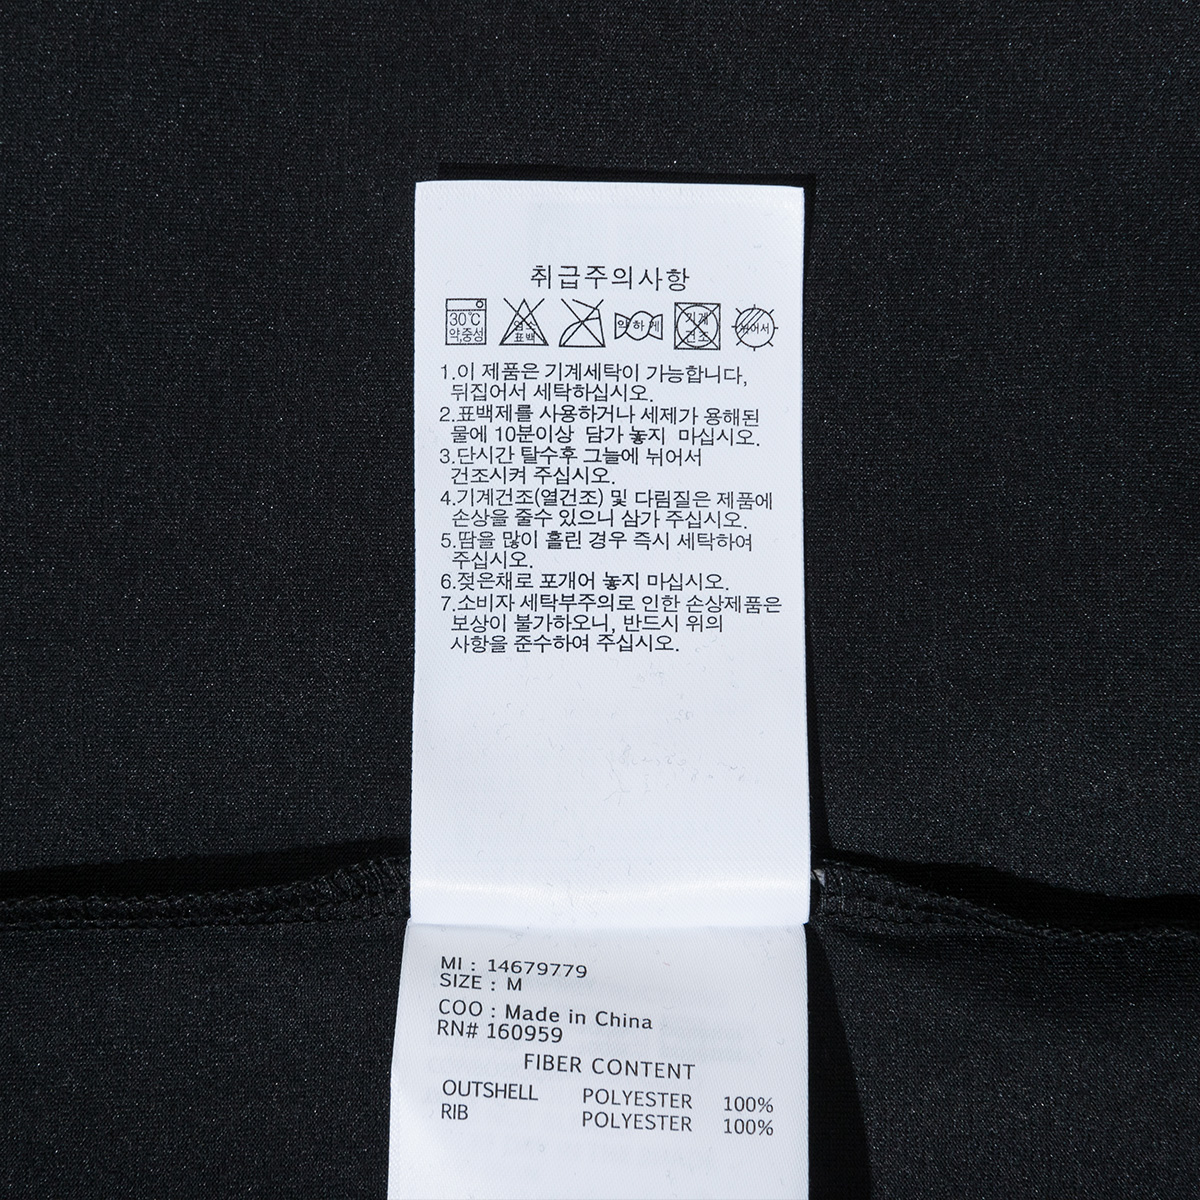 취급주의사항
30℃ 염소 약하게 기계 뉘어서
약,중성 표백 건조
1.이 제품은 기계세탁이 가능합니다,
뒤집어서 세탁하십시오.
2.표백제를 사용하거나 세제가 용해된
물에 10분이상 담가 놓지 마십시오.
3.단시간 탈수후 그늘에 뉘어서
건조시켜 주십시오.
4.기계건조(열건조) 및 다림질은 제품에
손상을 줄수 있으니 삼가 주십시오.
5.땀을 많이 흘린 경우 즉시 세탁하여
주십시오.
6.젖은채로 포개어 놓지 마십시오.
7.소비자 세탁부주의로 인한 손상제품은
보상이 불가하오니, 반드시 위의
사항을 준수하여 주십시오.
MI : 14679779
SIZE : M
COO : Made in China
RN# 160959
FIBER CONTENT
OUTSHELL POLYESTER 100%
RIB POLYESTER 100%